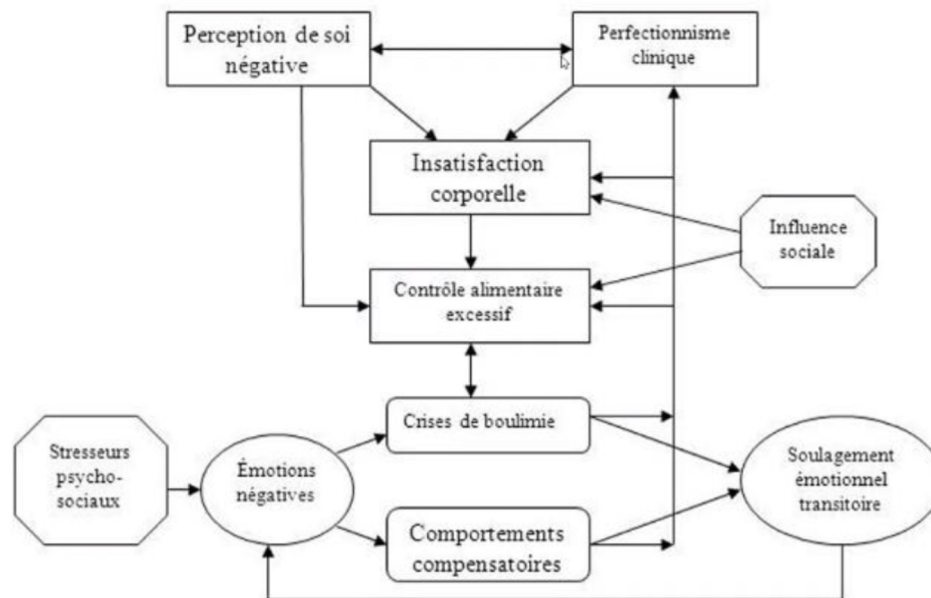 Perception de soi
négative
Perfectionnisme
clinique
Insatisfaction
corporelle
Influence
sociale
Contrôle alimentaire
excessif
Crises de boulimie
Stresseurs
psycho-
sociaux
Émotions
négatives
Soulagement
émotionnel
transitoire
Comportements
compensatoires